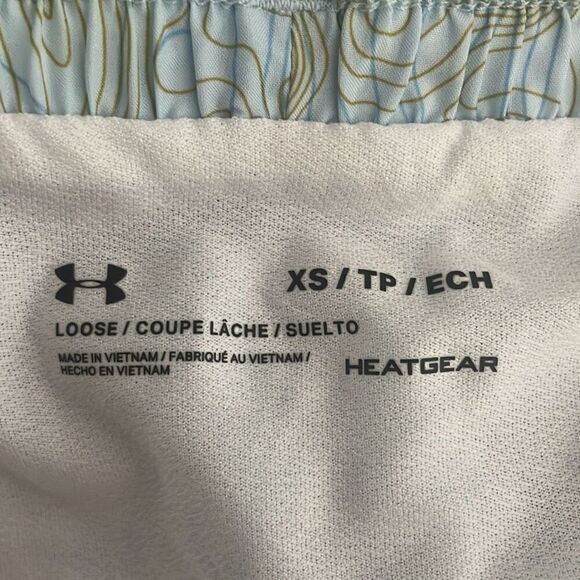 XS / TP / ECH
LOOSE / COUPE LÂCHE / SUELTO
MADE IN VIETNAM / FABRIQUÉ AU VIETNAM /
HECHO EN VIETNAM
HEATGEAR